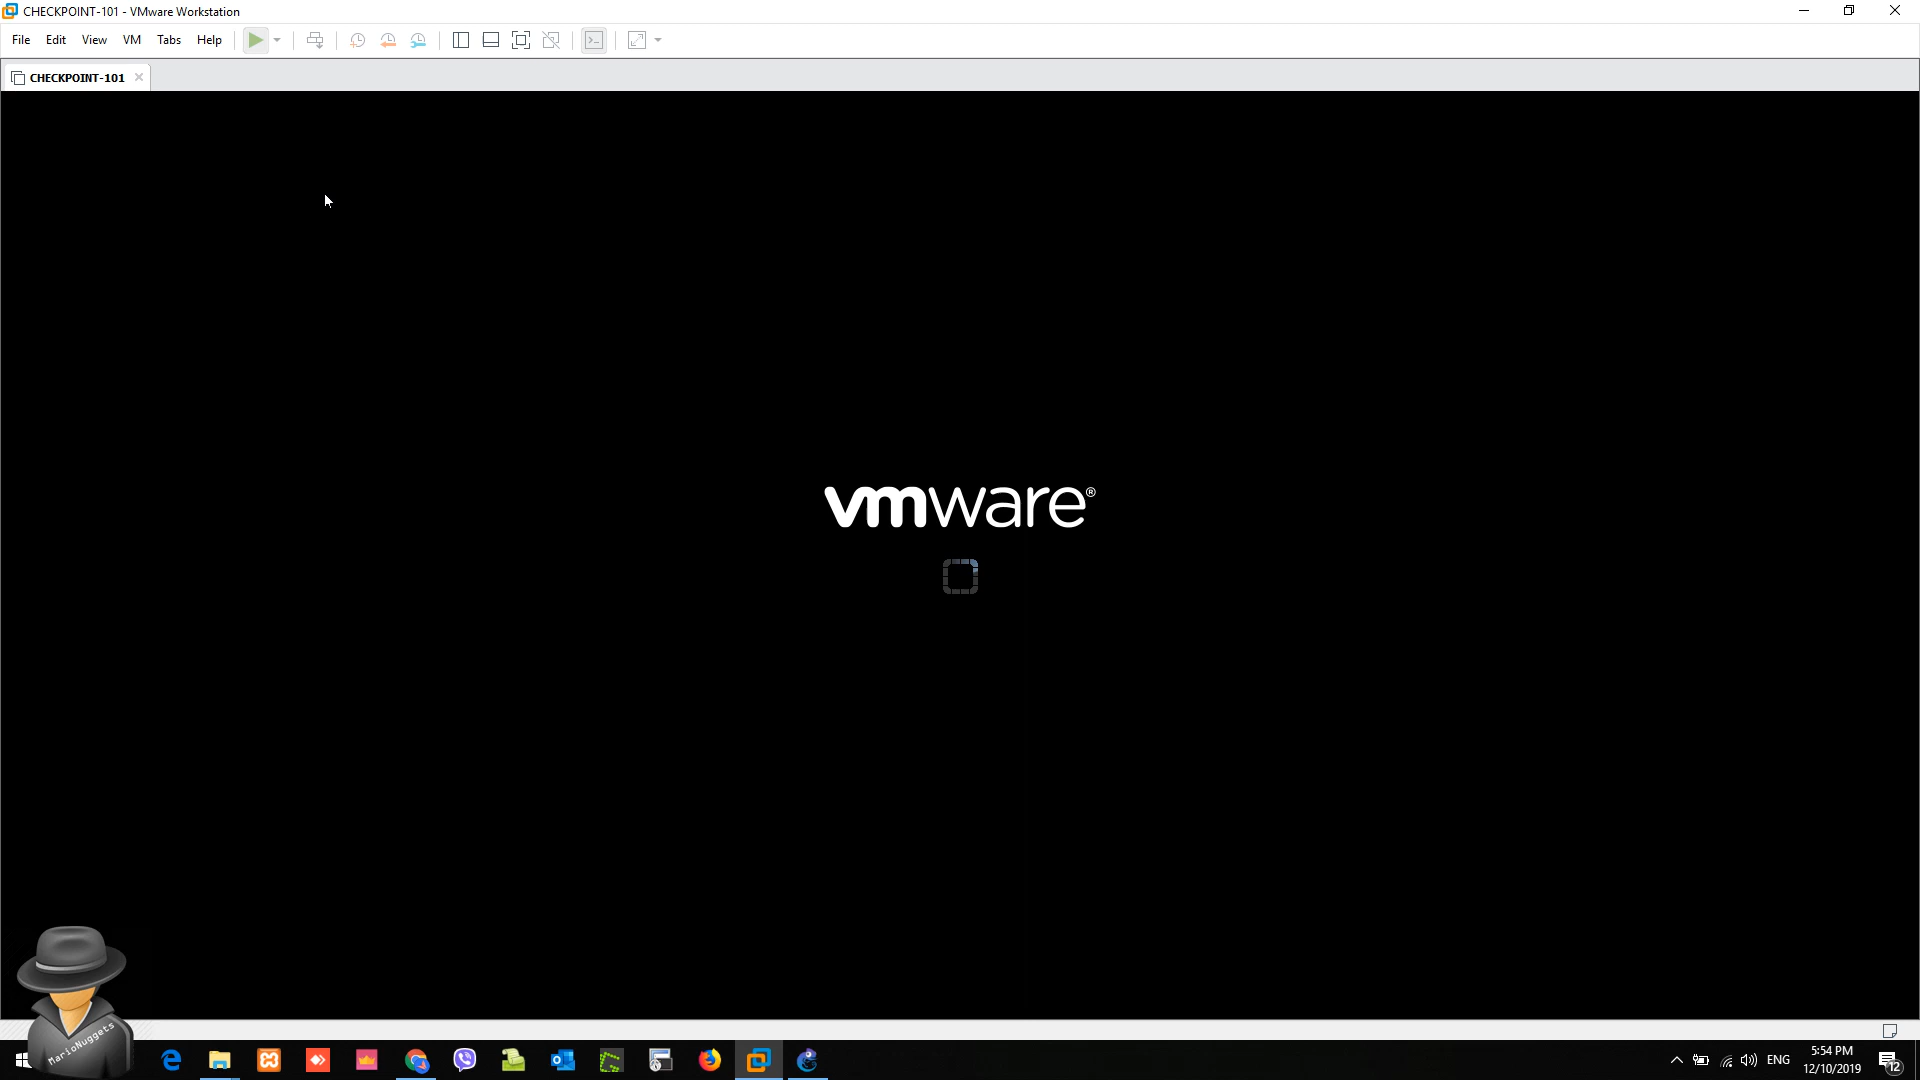 CHECKPOINT-101 - VMware Workstation
File Edit View VM Tabs Help
CHECKPOINT-101
vmware®
MarioNuggets
ENG
5:54 PM
12/10/2019
12